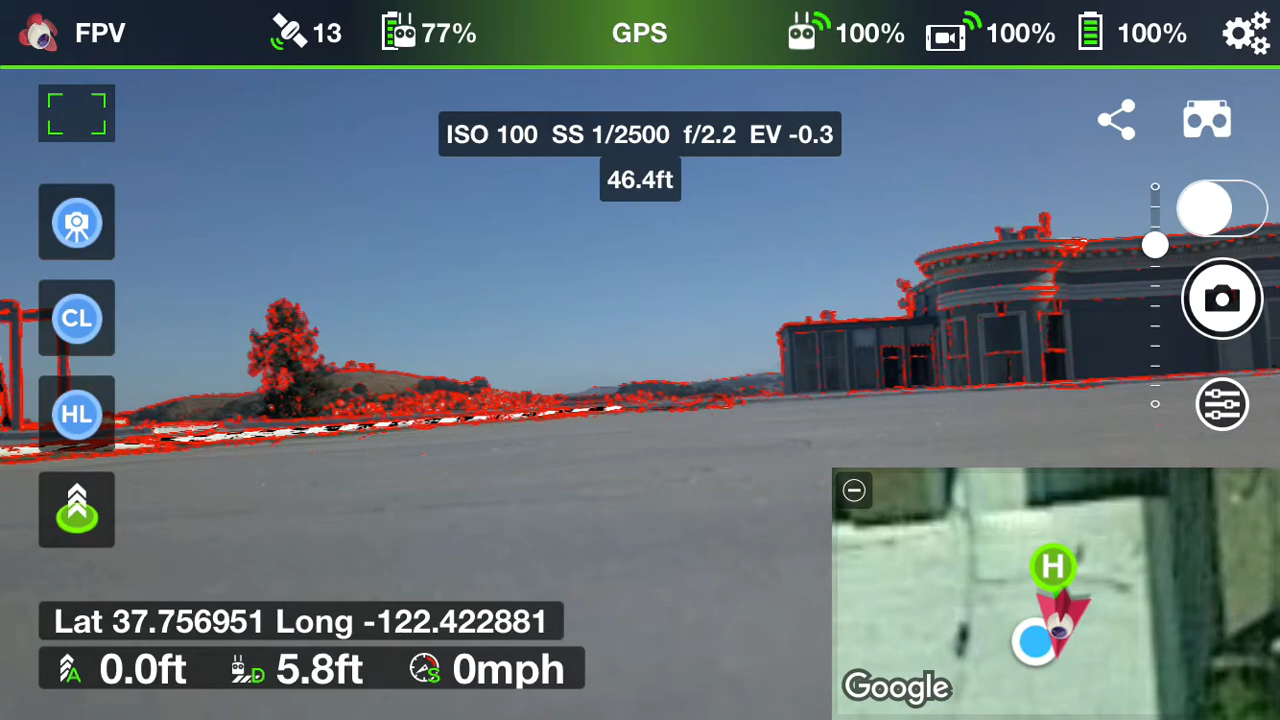 FPV 13 77% GPS 100% 100% 100%
ISO 100 SS 1/2500 f/2.2 EV -0.3
46.4ft
CL
HL
H
Lat 37.756951 Long -122.422881
A 0.0ft D 5.8ft S 0mph
Google